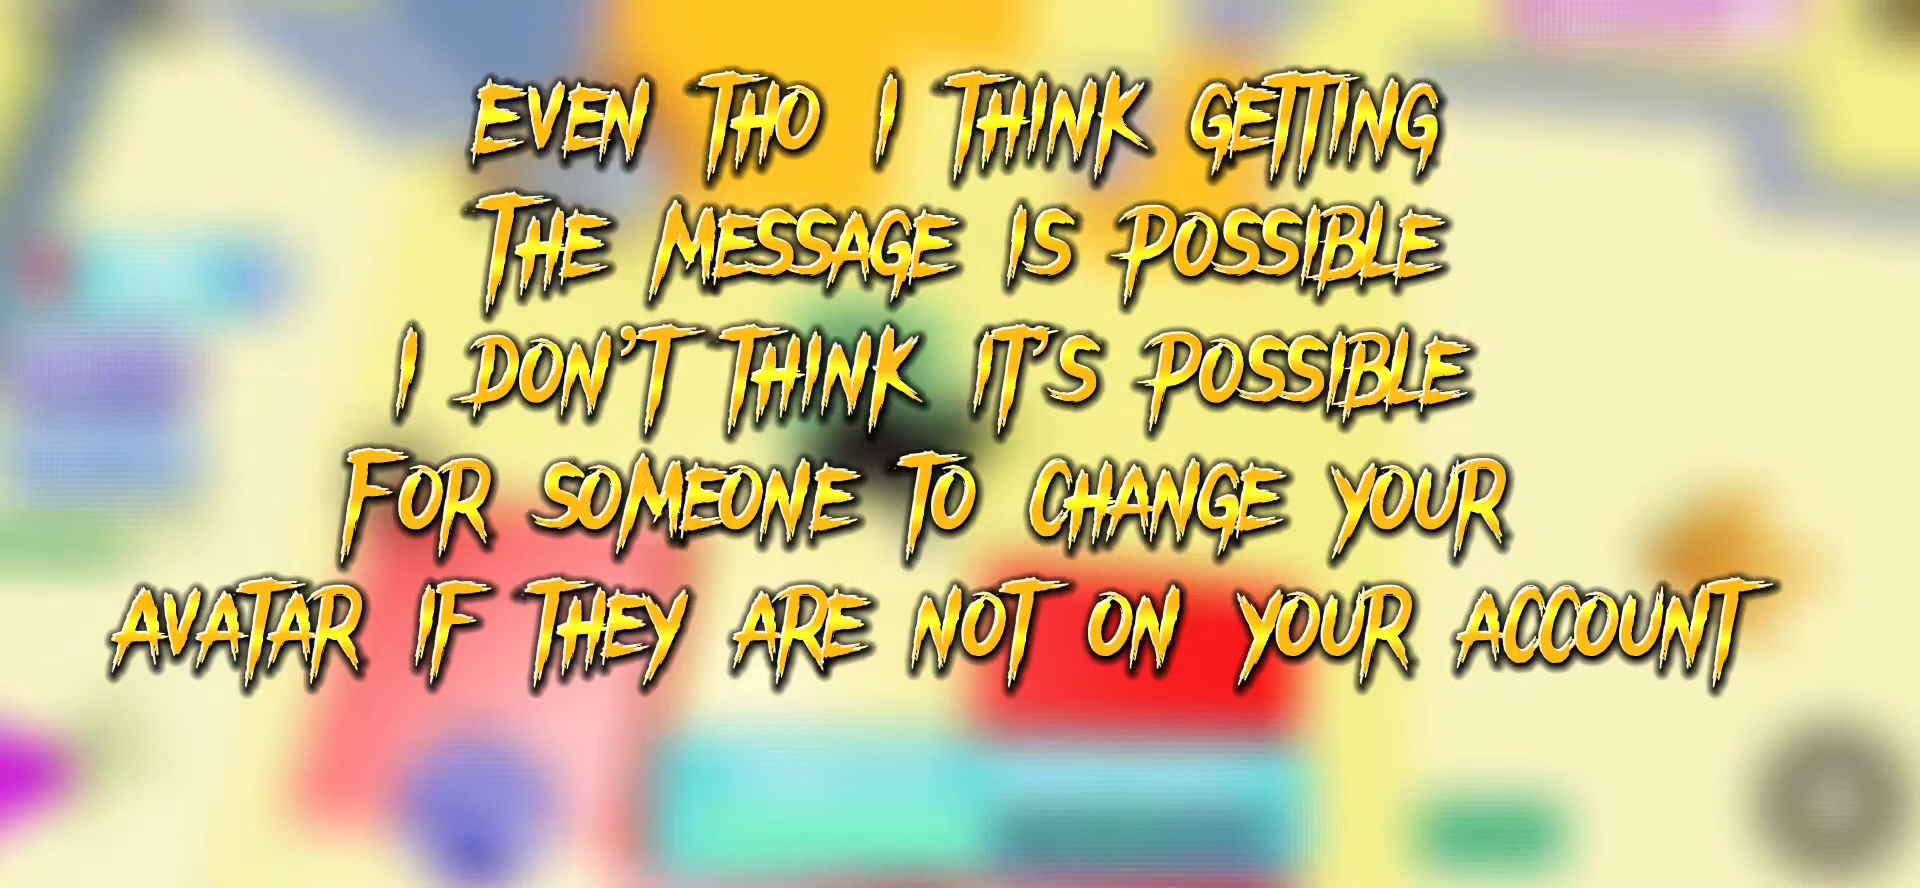 EVEN THO I THINK GETTING
THE MESSAGE IS POSSIBLE
I DON'T THINK IT'S POSSIBLE
FOR SOMEONE TO CHANGE YOUR
AVATAR IF THEY ARE NOT ON YOUR ACCOUNT